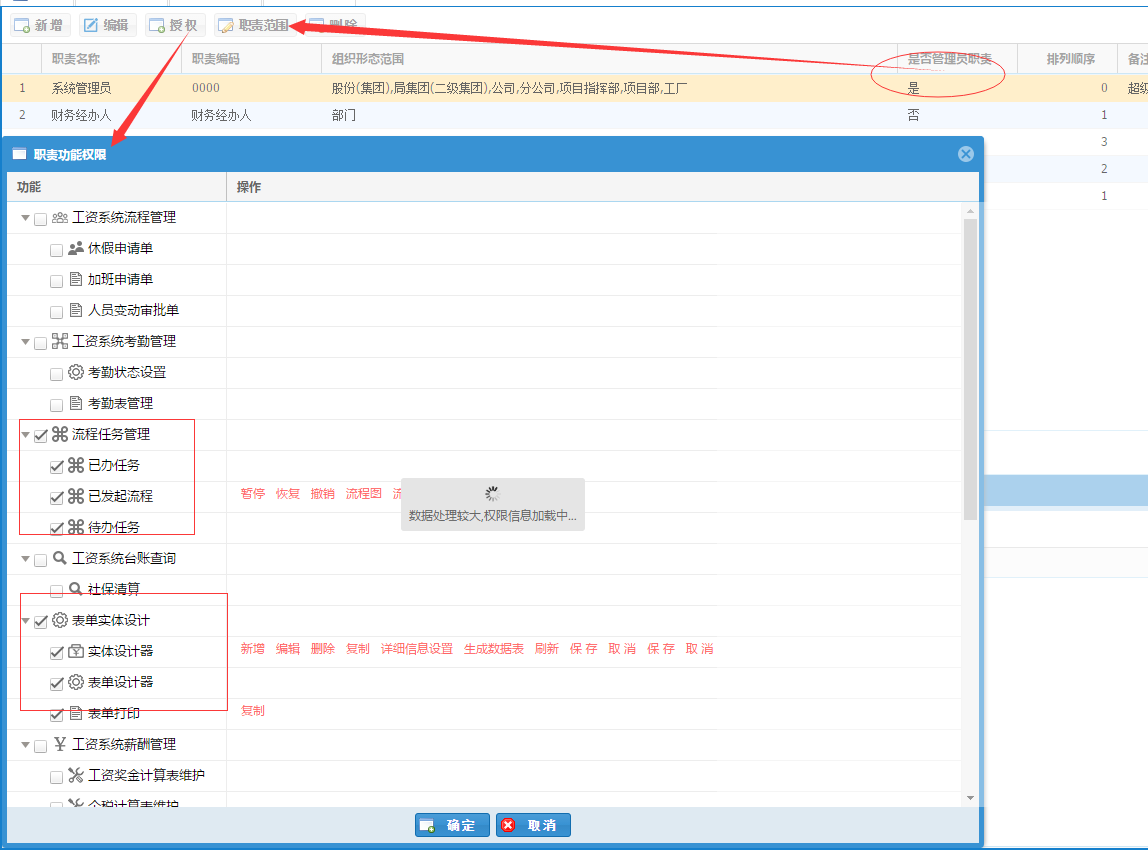 新增 编辑 授权 职责范围 删除
职责名称 职责编码 组织形态范围 是否管理员职责 排列顺序 备注
1 系统管理员 0000 股份(集团),局集团(二级集团),公司,分公司,项目指挥部,项目部,工厂 是 0 超级
2 财务经办人 财务经办人 部门 否 1
3
2
1
职责功能权限
功能 操作
工资系统流程管理
休假申请单
加班申请单
人员变动审批单
工资系统考勤管理
考勤状态设置
考勤表管理
流程任务管理
已办任务
已发起流程 暂停 恢复 撤销 流程图 流
数据处理较大,权限信息加载中...
待办任务
工资系统台账查询
社保清算
表单实体设计
实体设计器 新增 编辑 删除 复制 详细信息设置 生成数据表 刷新 保存 取消 保存 取消
表单设计器
表单打印 复制
工资系统薪酬管理
工资奖金计算表维护
个税计算表维护
确定 取消